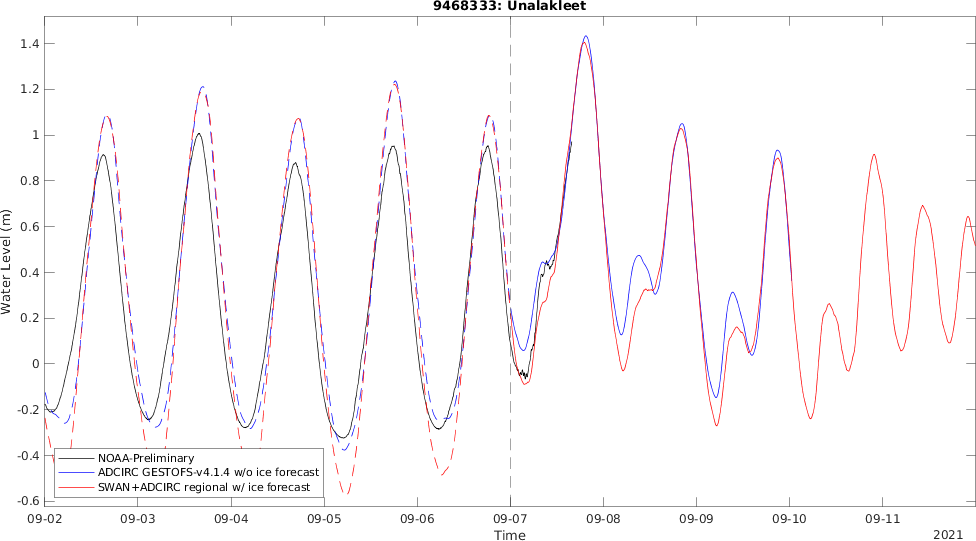 9468333: Unalakleet
Water Level (m)
1.4
1.2
1
0.8
0.6
0.4
0.2
0
-0.2
-0.4
-0.6
NOAA-Preliminary
ADCIRC GESTOFS-v4.1.4 w/o ice forecast
SWAN+ADCIRC regional w/ ice forecast
09-02 09-03 09-04 09-05 09-06 09-07 09-08 09-09 09-10 09-11
Time
2021